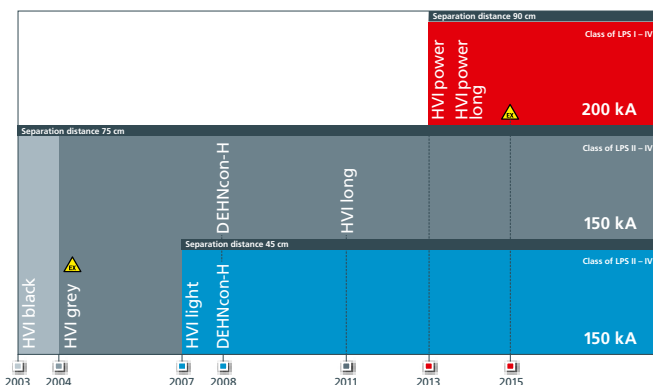 Separation distance 90 cm
Class of LPS I – IV
HVI power
HVI power
long
EX
200 kA
Separation distance 75 cm
Class of LPS II – IV
DEHNcon-H
HVI long
150 kA
Separation distance 45 cm
Class of LPS II – IV
EX
HVI black
HVI grey
HVI light
DEHNcon-H
150 kA
2003 2004 2007 2008 2011 2013 2015